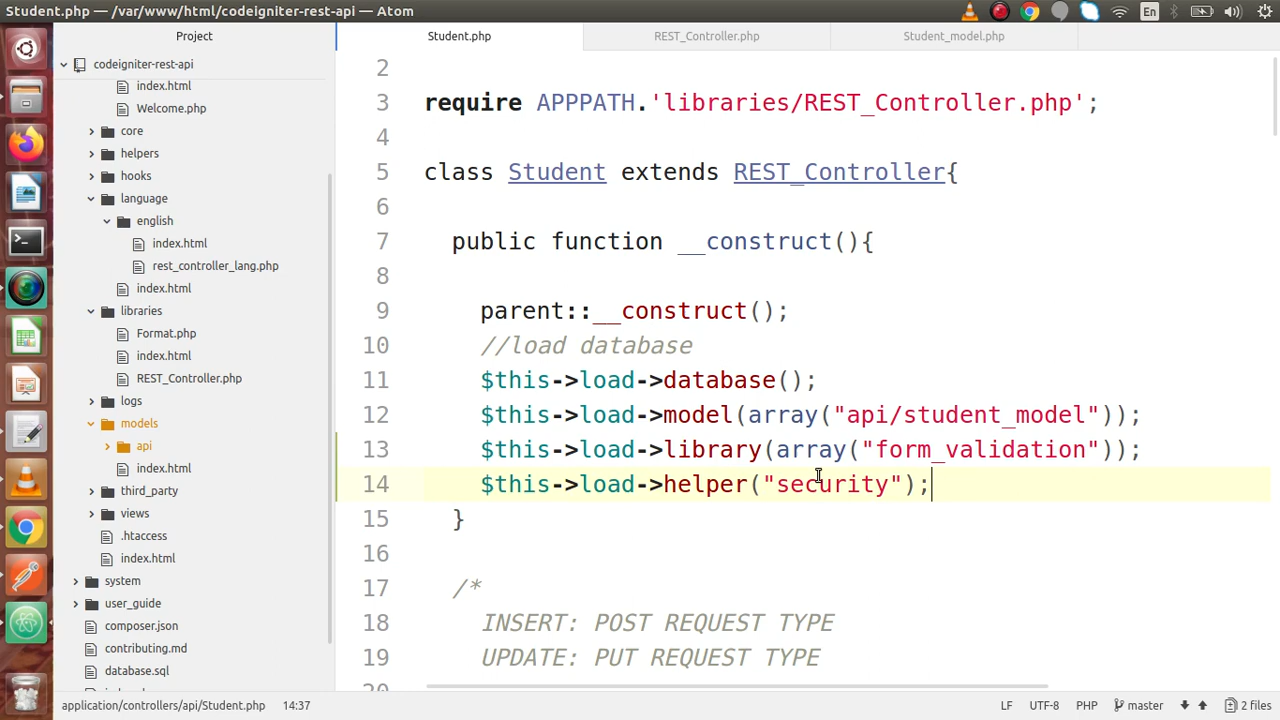 Student.php — /var/www/html/codeigniter-rest-api — Atom
En
Project
codeigniter-rest-api
index.html
Welcome.php
core
helpers
hooks
language
english
index.html
rest_controller_lang.php
index.html
libraries
Format.php
index.html
REST_Controller.php
logs
models
api
index.html
third_party
views
.htaccess
index.html
system
user_guide
composer.json
contributing.md
database.sql
Student.php
REST_Controller.php
Student_model.php
2
3 require APPPATH.'libraries/REST_Controller.php';
4
5 class Student extends REST_Controller{
6
7 public function __construct(){
8
9 parent::__construct();
10 //load database
11 $this->load->database();
12 $this->load->model(array("api/student_model"));
13 $this->load->library(array("form_validation"));
14 $this->load->helper("security");
15 }
16
17 /*
18 INSERT: POST REQUEST TYPE
19 UPDATE: PUT REQUEST TYPE
20
application/controllers/api/Student.php 14:37
LF UTF-8 PHP master 2 files